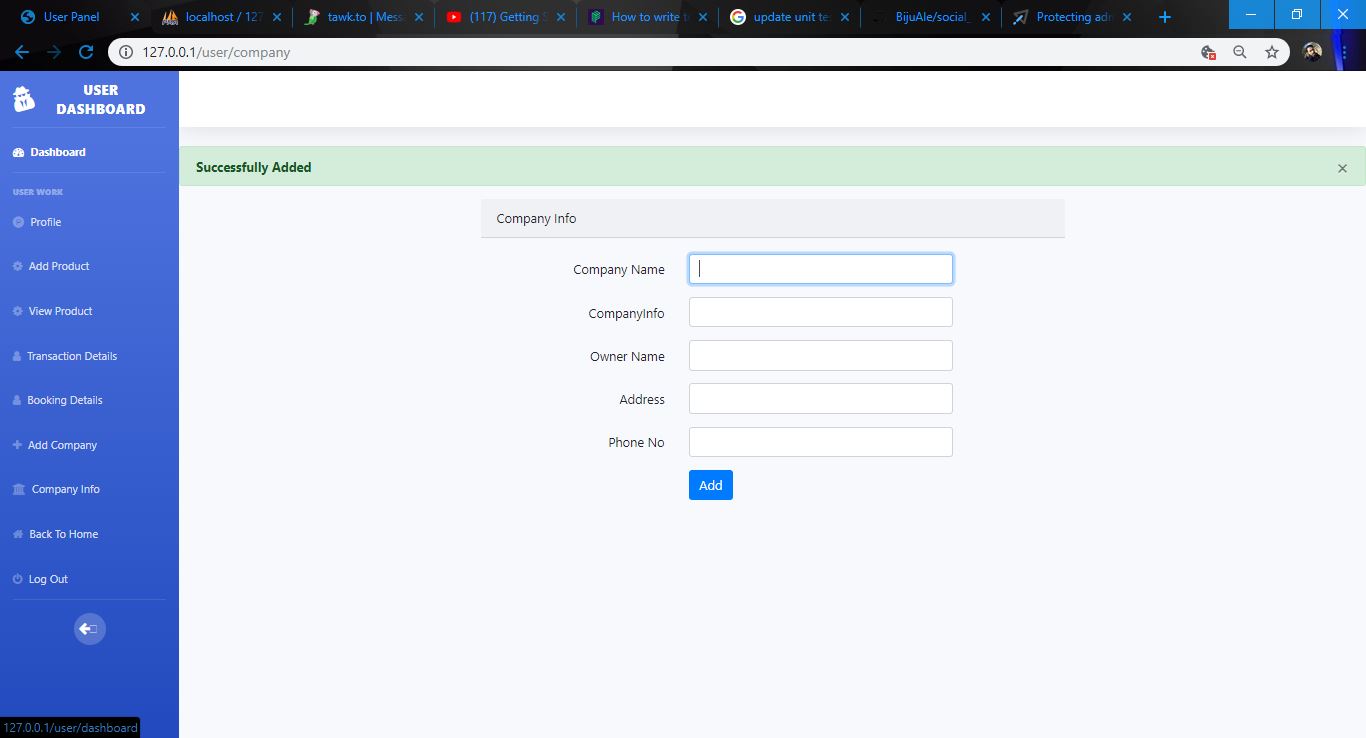 User Panel
localhost / 127
tawk.to | Mess
(117) Getting S
How to write t
update unit te
BijuAle/social_
Protecting adm
127.0.0.1/user/company
USER
DASHBOARD
Dashboard
USER WORK
Profile
Add Product
View Product
Transaction Details
Booking Details
Add Company
Company Info
Back To Home
Log Out
127.0.0.1/user/dashboard
Successfully Added
×
Company Info
Company Name
CompanyInfo
Owner Name
Address
Phone No
Add